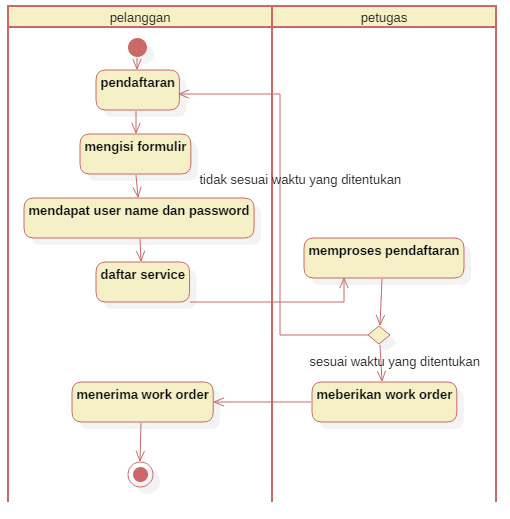 pelanggan
petugas
pendaftaran
mengisi formulir
tidak sesuai waktu yang ditentukan
mendapat user name dan password
memproses pendaftaran
daftar service
sesuai waktu yang ditentukan
menerima work order
meberikan work order